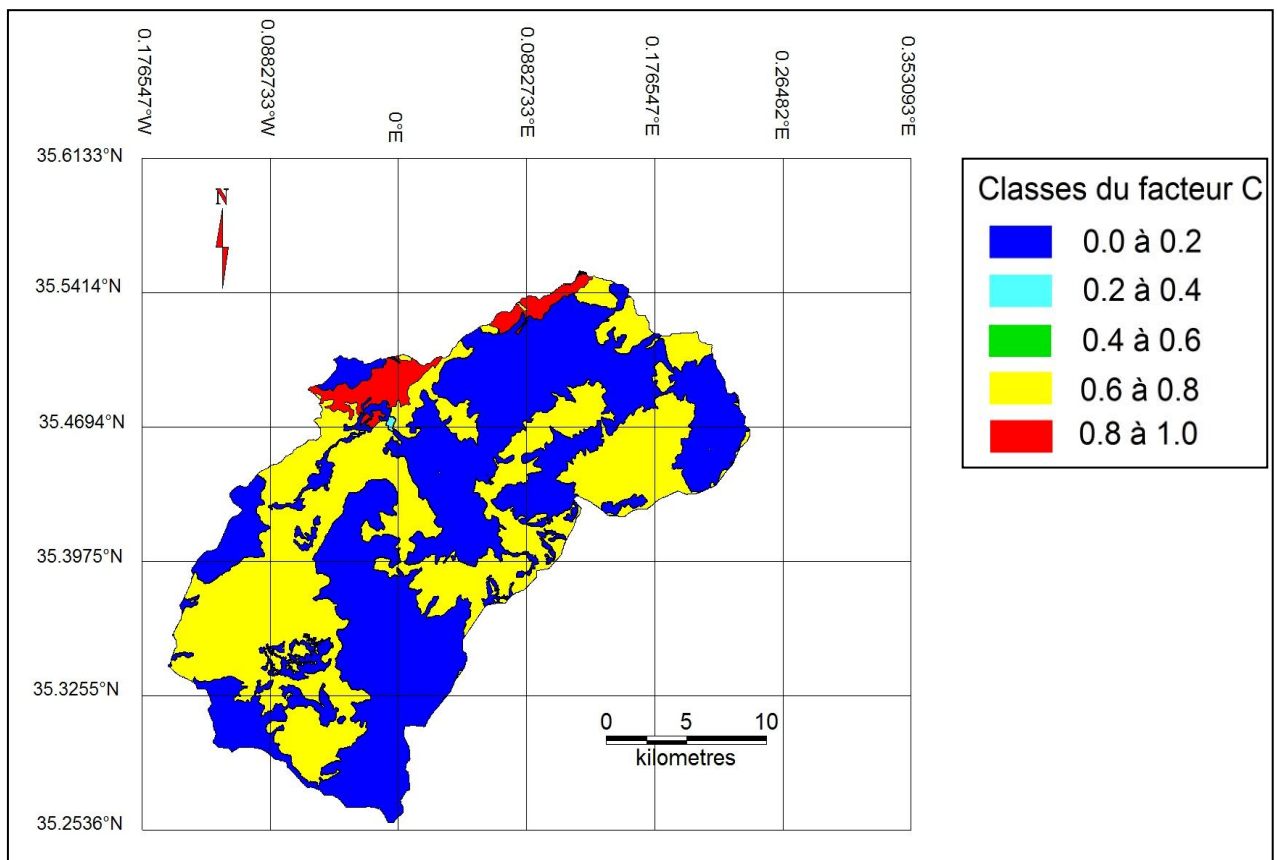 0.176547°W
0.0882733°W
0°E
0.0882733°E
0.176547°E
0.26482°E
0.353093°E
35.6133°N
35.5414°N
35.4694°N
35.3975°N
35.3255°N
35.2536°N
N
0 5 10
kilometres
Classes du facteur C
0.0 à 0.2
0.2 à 0.4
0.4 à 0.6
0.6 à 0.8
0.8 à 1.0